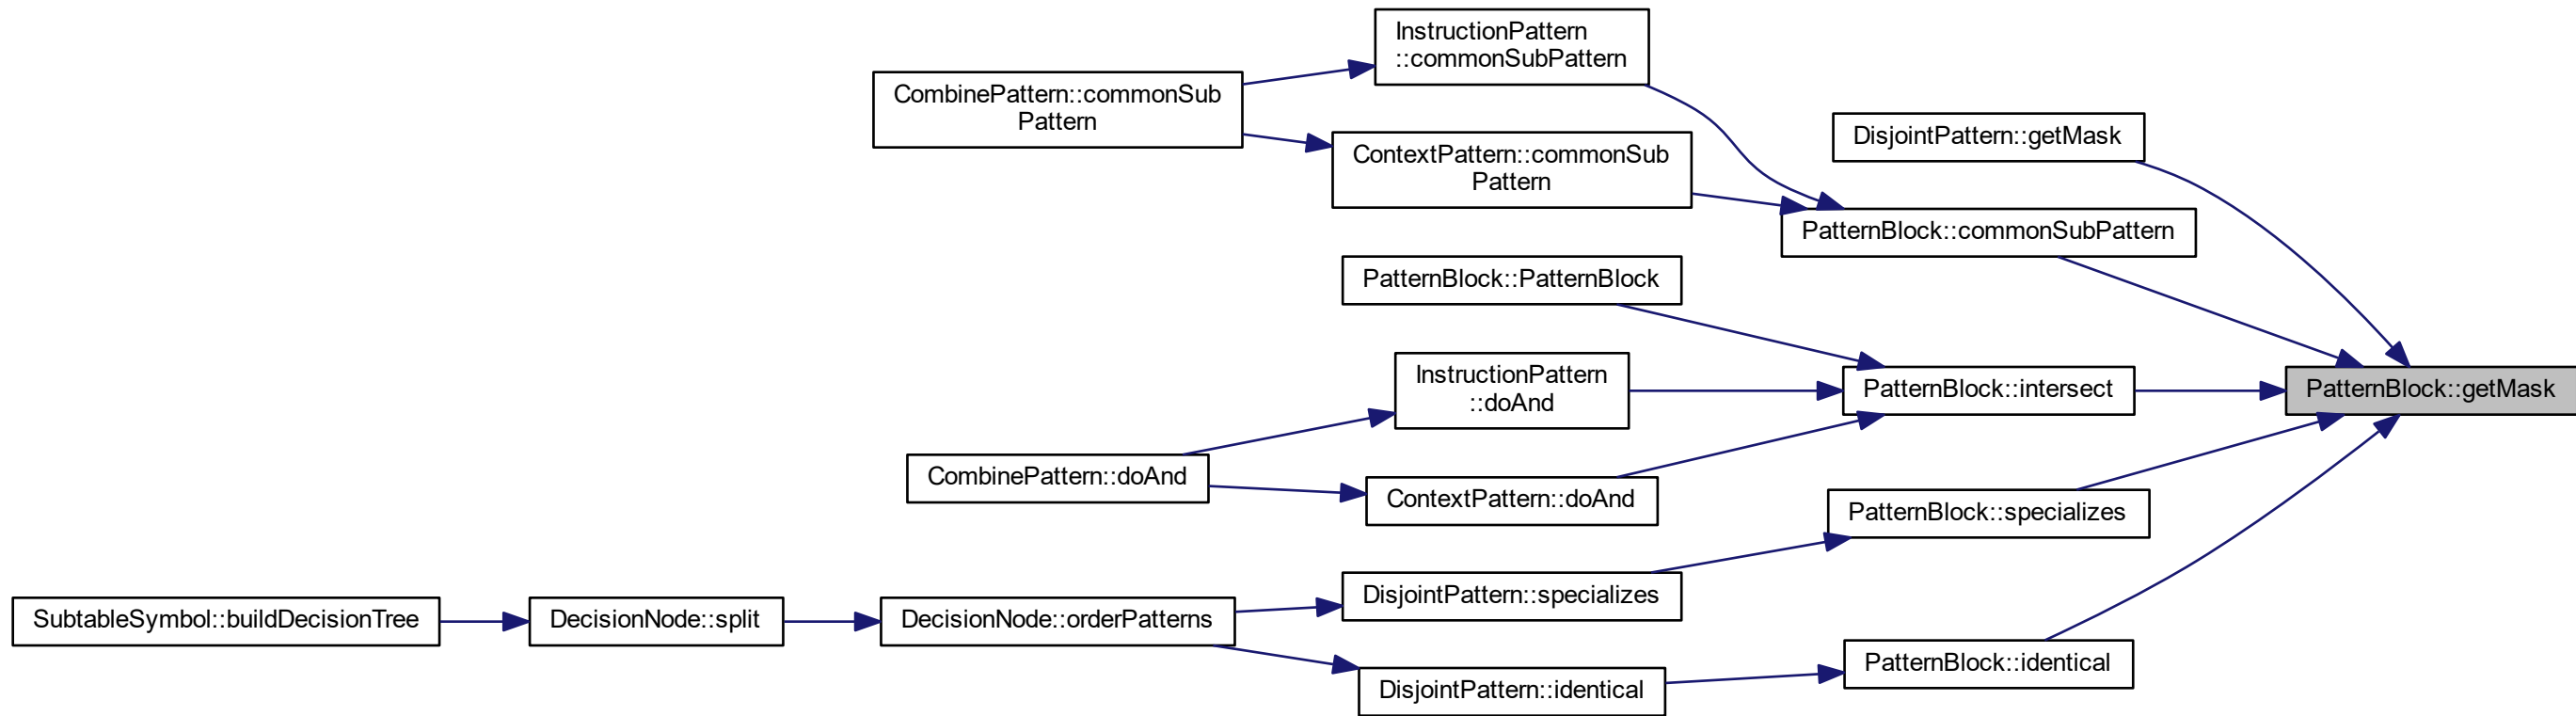 InstructionPattern
::commonSubPattern
CombinePattern::commonSub
Pattern
DisjointPattern::getMask
ContextPattern::commonSub
Pattern
PatternBlock::commonSubPattern
PatternBlock::PatternBlock
InstructionPattern
::doAnd
PatternBlock::intersect
PatternBlock::getMask
CombinePattern::doAnd
ContextPattern::doAnd
PatternBlock::specializes
DisjointPattern::specializes
SubtableSymbol::buildDecisionTree
DecisionNode::split
DecisionNode::orderPatterns
PatternBlock::identical
DisjointPattern::identical